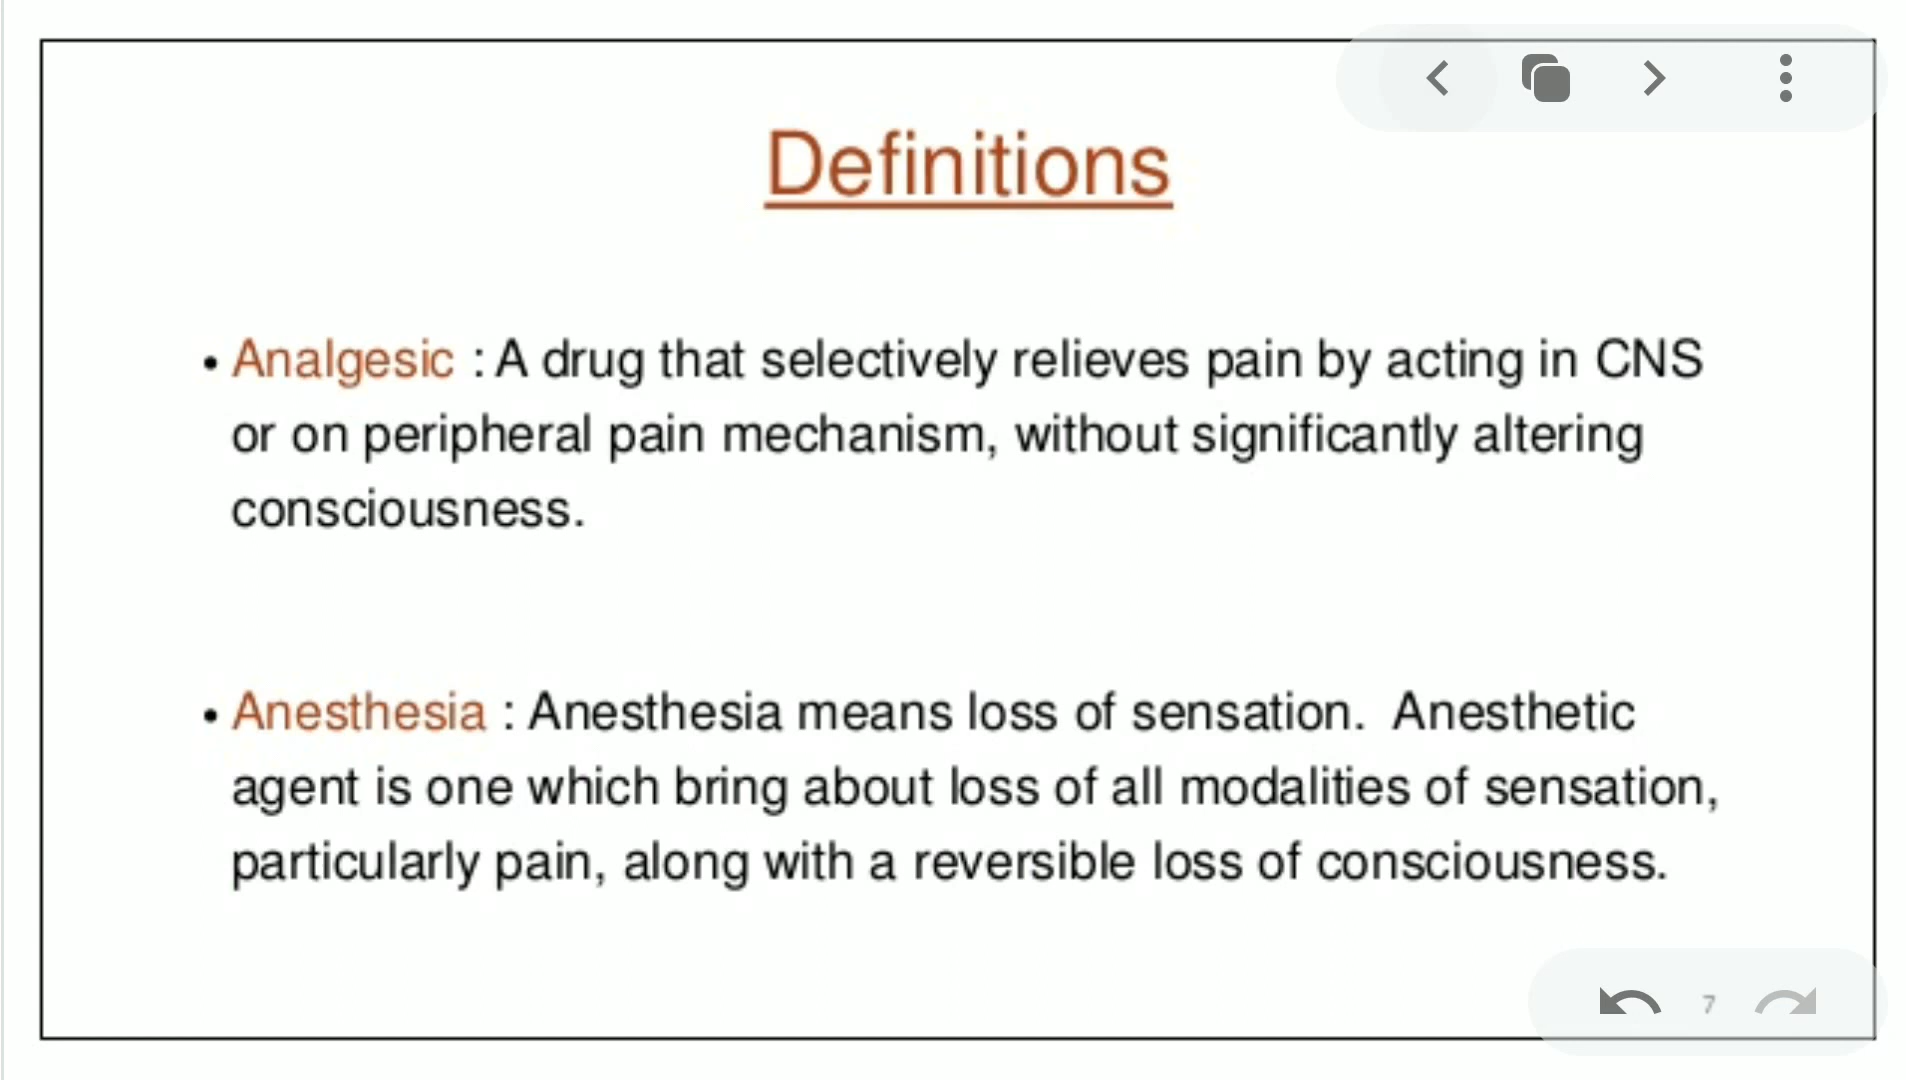 Definitions
• Analgesic : A drug that selectively relieves pain by acting in CNS
or on peripheral pain mechanism, without significantly altering
consciousness.
• Anesthesia : Anesthesia means loss of sensation.  Anesthetic
agent is one which bring about loss of all modalities of sensation,
particularly pain, along with a reversible loss of consciousness.
7